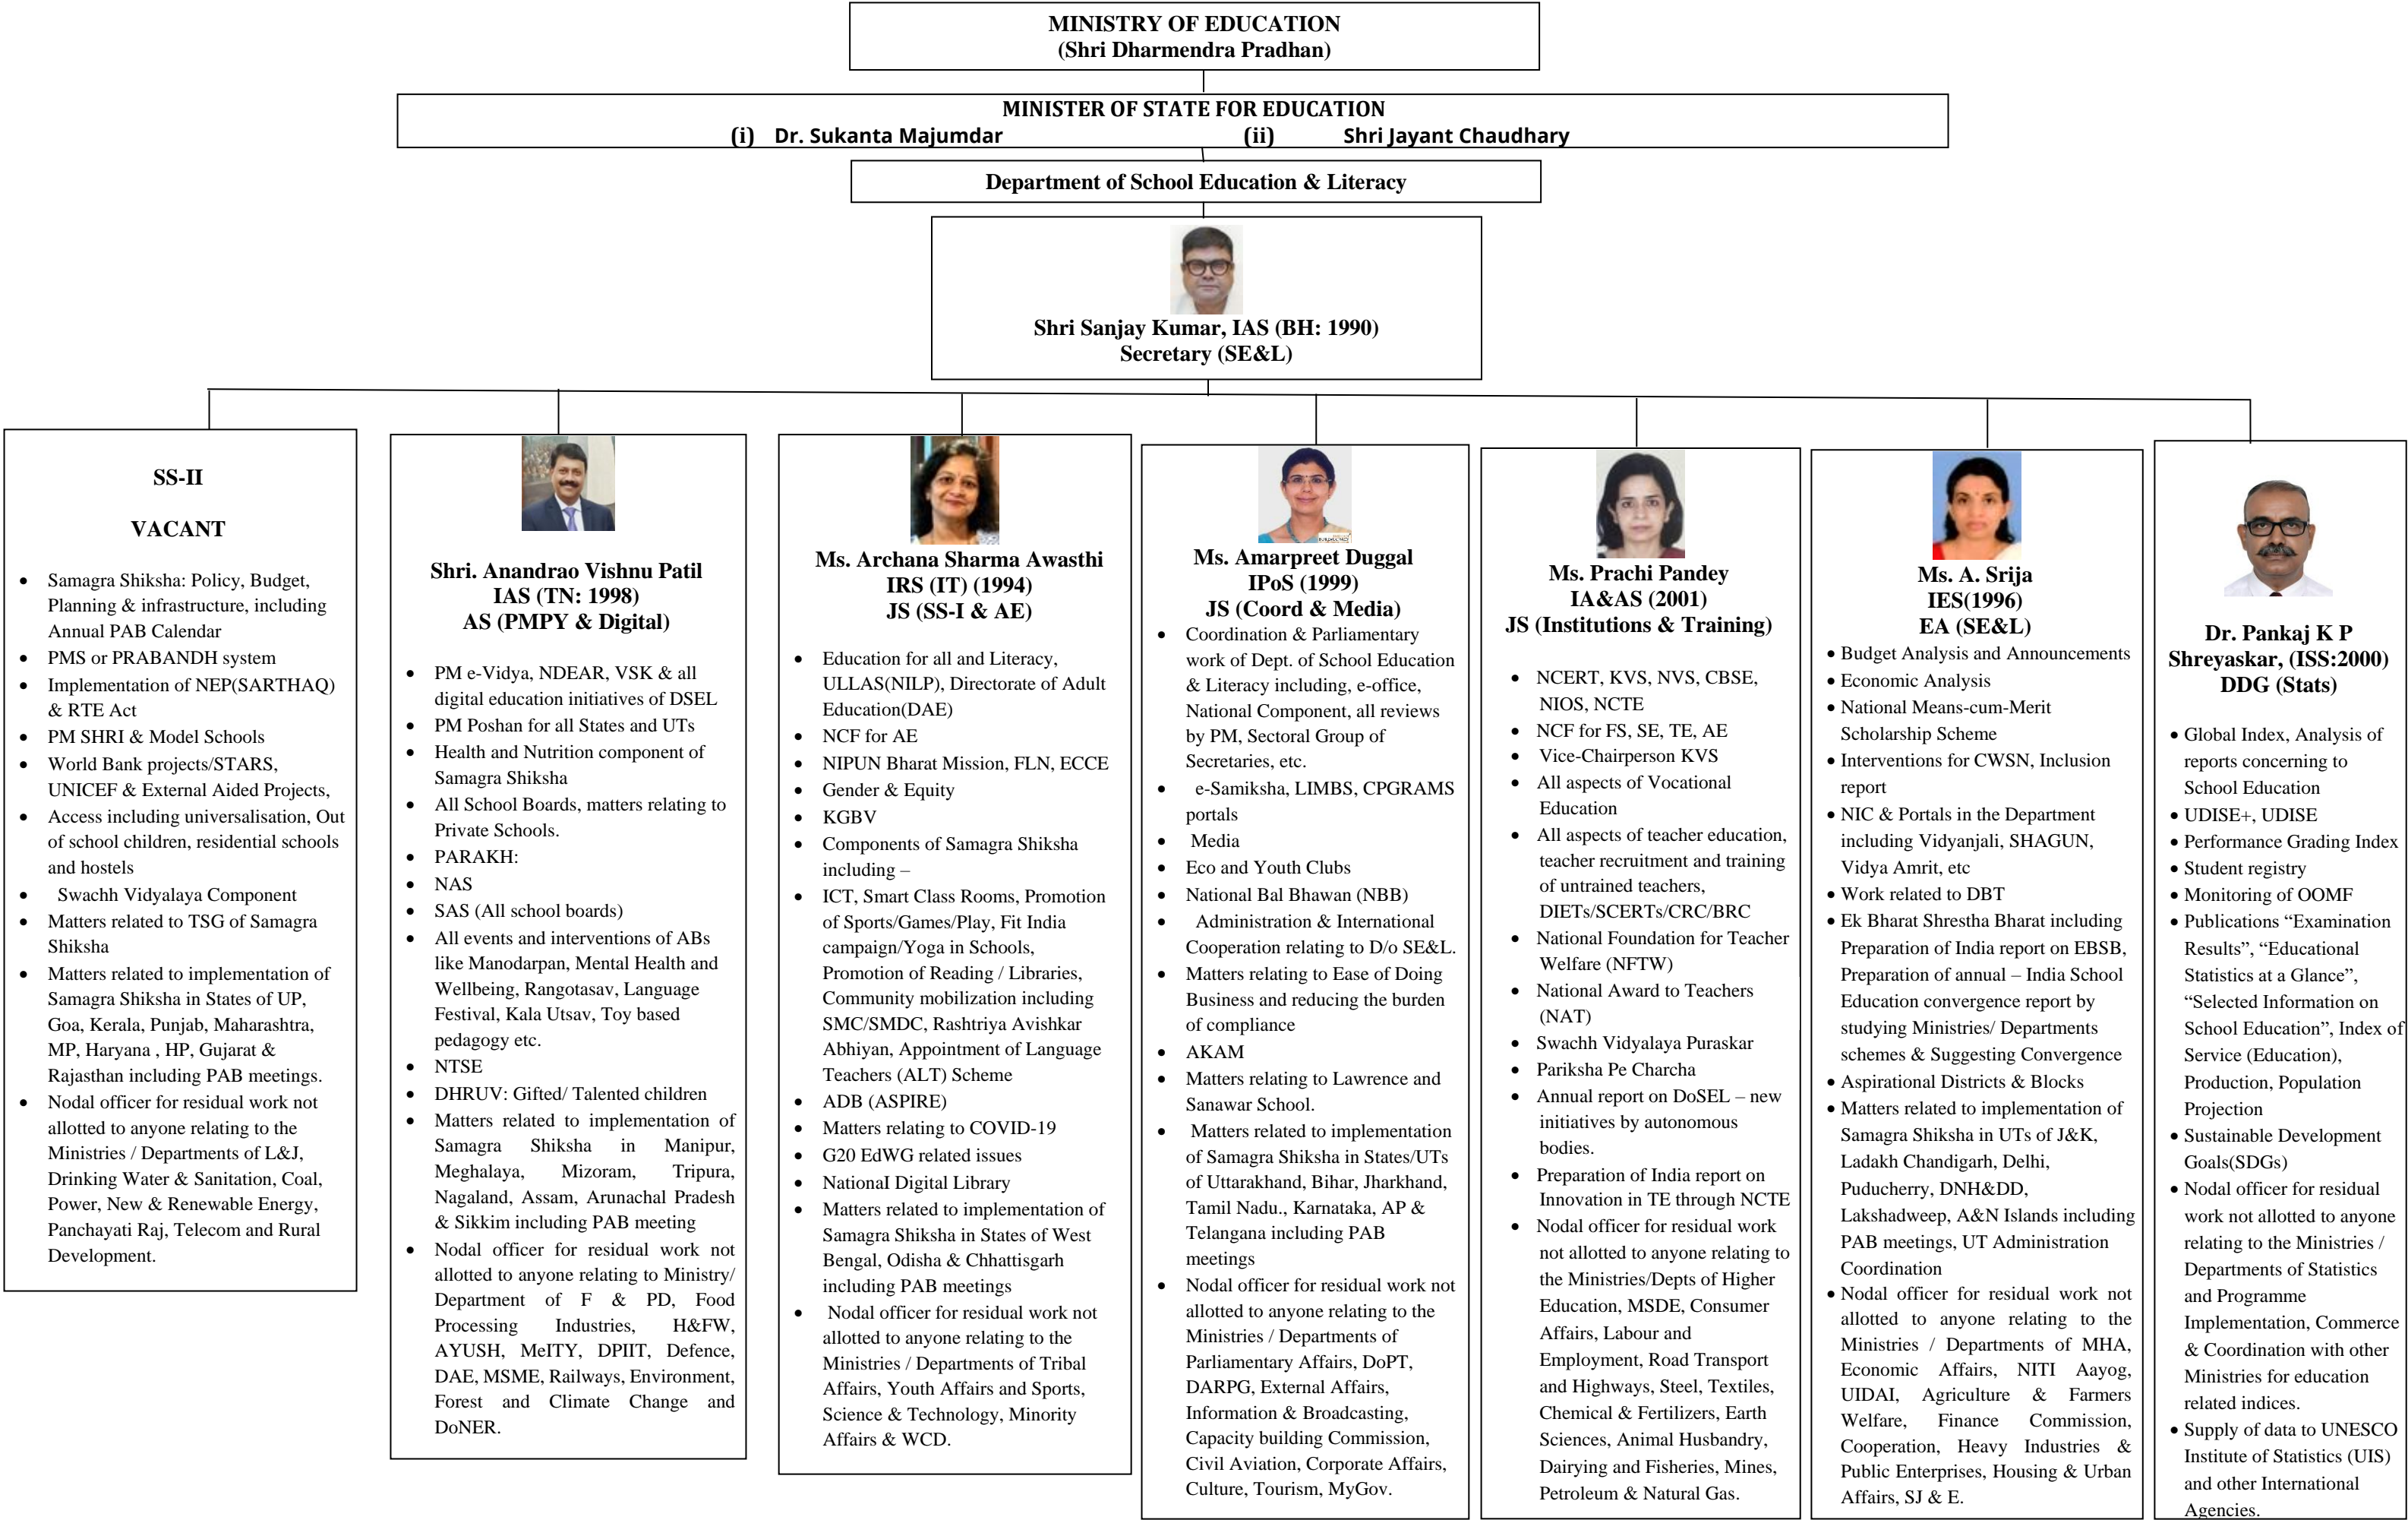 MINISTRY OF EDUCATION
(Shri Dharmendra Pradhan)
MINISTER OF STATE FOR EDUCATION
(i) Dr. Sukanta Majumdar (ii) Shri Jayant Chaudhary
Department of School Education & Literacy
Shri Sanjay Kumar, IAS (BH: 1990)
Secretary (SE&L)
SS-II
VACANT
• Samagra Shiksha: Policy, Budget,
Planning & infrastructure, including
Annual PAB Calendar
• PMS or PRABANDH system
• Implementation of NEP(SARTHAQ)
& RTE Act
• PM SHRI & Model Schools
• World Bank projects/STARS,
UNICEF & External Aided Projects,
• Access including universalisation, Out
of school children, residential schools
and hostels
• Swachh Vidyalaya Component
• Matters related to TSG of Samagra
Shiksha
• Matters related to implementation of
Samagra Shiksha in States of UP,
Goa, Kerala, Punjab, Maharashtra,
MP, Haryana , HP, Gujarat &
Rajasthan including PAB meetings.
• Nodal officer for residual work not
allotted to anyone relating to the
Ministries / Departments of L&J,
Drinking Water & Sanitation, Coal,
Power, New & Renewable Energy,
Panchayati Raj, Telecom and Rural
Development.
Shri. Anandrao Vishnu Patil
IAS (TN: 1998)
AS (PMPY & Digital)
• PM e-Vidya, NDEAR, VSK & all
digital education initiatives of DSEL
• PM Poshan for all States and UTs
• Health and Nutrition component of
Samagra Shiksha
• All School Boards, matters relating to
Private Schools.
• PARAKH:
• NAS
• SAS (All school boards)
• All events and interventions of ABs
like Manodarpan, Mental Health and
Wellbeing, Rangotasav, Language
Festival, Kala Utsav, Toy based
pedagogy etc.
• NTSE
• DHRUV: Gifted/ Talented children
• Matters related to implementation of
Samagra Shiksha in Manipur,
Meghalaya, Mizoram, Tripura,
Nagaland, Assam, Arunachal Pradesh
& Sikkim including PAB meeting
• Nodal officer for residual work not
allotted to anyone relating to Ministry/
Department of F & PD, Food
Processing Industries, H&FW,
AYUSH, MeITY, DPIIT, Defence,
DAE, MSME, Railways, Environment,
Forest and Climate Change and
DoNER.
Ms. Archana Sharma Awasthi
IRS (IT) (1994)
JS (SS-I & AE)
• Education for all and Literacy,
ULLAS(NILP), Directorate of Adult
Education(DAE)
• NCF for AE
• NIPUN Bharat Mission, FLN, ECCE
• Gender & Equity
• KGBV
• Components of Samagra Shiksha
including –
• ICT, Smart Class Rooms, Promotion
of Sports/Games/Play, Fit India
campaign/Yoga in Schools,
Promotion of Reading / Libraries,
Community mobilization including
SMC/SMDC, Rashtriya Avishkar
Abhiyan, Appointment of Language
Teachers (ALT) Scheme
• ADB (ASPIRE)
• Matters relating to COVID-19
• G20 EdWG related issues
• NationaI Digital Library
• Matters related to implementation of
Samagra Shiksha in States of West
Bengal, Odisha & Chhattisgarh
including PAB meetings
• Nodal officer for residual work not
allotted to anyone relating to the
Ministries / Departments of Tribal
Affairs, Youth Affairs and Sports,
Science & Technology, Minority
Affairs & WCD.
Ms. Amarpreet Duggal
IPoS (1999)
JS (Coord & Media)
• Coordination & Parliamentary
work of Dept. of School Education
& Literacy including, e-office,
National Component, all reviews
by PM, Sectoral Group of
Secretaries, etc.
• e-Samiksha, LIMBS, CPGRAMS
portals
• Media
• Eco and Youth Clubs
• National Bal Bhawan (NBB)
• Administration & International
Cooperation relating to D/o SE&L.
• Matters relating to Ease of Doing
Business and reducing the burden
of compliance
• AKAM
• Matters relating to Lawrence and
Sanawar School.
• Matters related to implementation
of Samagra Shiksha in States/UTs
of Uttarakhand, Bihar, Jharkhand,
Tamil Nadu., Karnataka, AP &
Telangana including PAB
meetings
• Nodal officer for residual work not
allotted to anyone relating to the
Ministries / Departments of
Parliamentary Affairs, DoPT,
DARPG, External Affairs,
Information & Broadcasting,
Capacity building Commission,
Civil Aviation, Corporate Affairs,
Culture, Tourism, MyGov.
Ms. Prachi Pandey
IA&AS (2001)
JS (Institutions & Training)
• NCERT, KVS, NVS, CBSE,
NIOS, NCTE
• NCF for FS, SE, TE, AE
• Vice-Chairperson KVS
• All aspects of Vocational
Education
• All aspects of teacher education,
teacher recruitment and training
of untrained teachers,
DIETs/SCERTs/CRC/BRC
• National Foundation for Teacher
Welfare (NFTW)
• National Award to Teachers
(NAT)
• Swachh Vidyalaya Puraskar
• Pariksha Pe Charcha
• Annual report on DoSEL – new
initiatives by autonomous
bodies.
• Preparation of India report on
Innovation in TE through NCTE
• Nodal officer for residual work
not allotted to anyone relating to
the Ministries/Depts of Higher
Education, MSDE, Consumer
Affairs, Labour and
Employment, Road Transport
and Highways, Steel, Textiles,
Chemical & Fertilizers, Earth
Sciences, Animal Husbandry,
Dairying and Fisheries, Mines,
Petroleum & Natural Gas.
Ms. A. Srija
IES(1996)
EA (SE&L)
• Budget Analysis and Announcements
• Economic Analysis
• National Means-cum-Merit
Scholarship Scheme
• Interventions for CWSN, Inclusion
report
• NIC & Portals in the Department
including Vidyanjali, SHAGUN,
Vidya Amrit, etc
• Work related to DBT
• Ek Bharat Shrestha Bharat including
Preparation of India report on EBSB,
Preparation of annual – India School
Education convergence report by
studying Ministries/ Departments
schemes & Suggesting Convergence
• Aspirational Districts & Blocks
• Matters related to implementation of
Samagra Shiksha in UTs of J&K,
Ladakh Chandigarh, Delhi,
Puducherry, DNH&DD,
Lakshadweep, A&N Islands including
PAB meetings, UT Administration
Coordination
• Nodal officer for residual work not
allotted to anyone relating to the
Ministries / Departments of MHA,
Economic Affairs, NITI Aayog,
UIDAI, Agriculture & Farmers
Welfare, Finance Commission,
Cooperation, Heavy Industries &
Public Enterprises, Housing & Urban
Affairs, SJ & E.
Dr. Pankaj K P
Shreyaskar, (ISS:2000)
DDG (Stats)
• Global Index, Analysis of
reports concerning to
School Education
• UDISE+, UDISE
• Performance Grading Index
• Student registry
• Monitoring of OOMF
• Publications “Examination
Results”, “Educational
Statistics at a Glance”,
“Selected Information on
School Education”, Index of
Service (Education),
Production, Population
Projection
• Sustainable Development
Goals(SDGs)
• Nodal officer for residual
work not allotted to anyone
relating to the Ministries /
Departments of Statistics
and Programme
Implementation, Commerce
& Coordination with other
Ministries for education
related indices.
• Supply of data to UNESCO
Institute of Statistics (UIS)
and other International
Agencies.